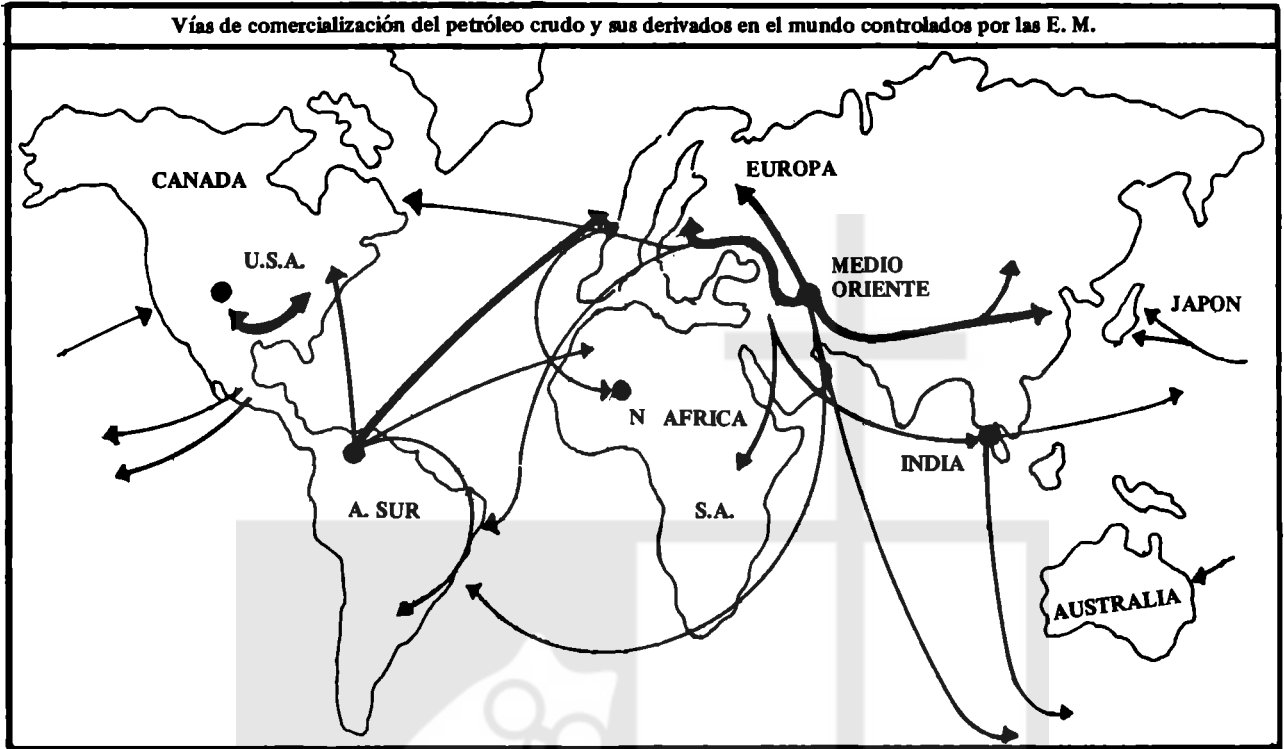 Vías de comercialización del petróleo crudo y sus derivados en el mundo controlados por las E. M.
CANADA
EUROPA
U.S.A.
MEDIO
ORIENTE
JAPON
N AFRICA
INDIA
A. SUR
S.A.
AUSTRALIA